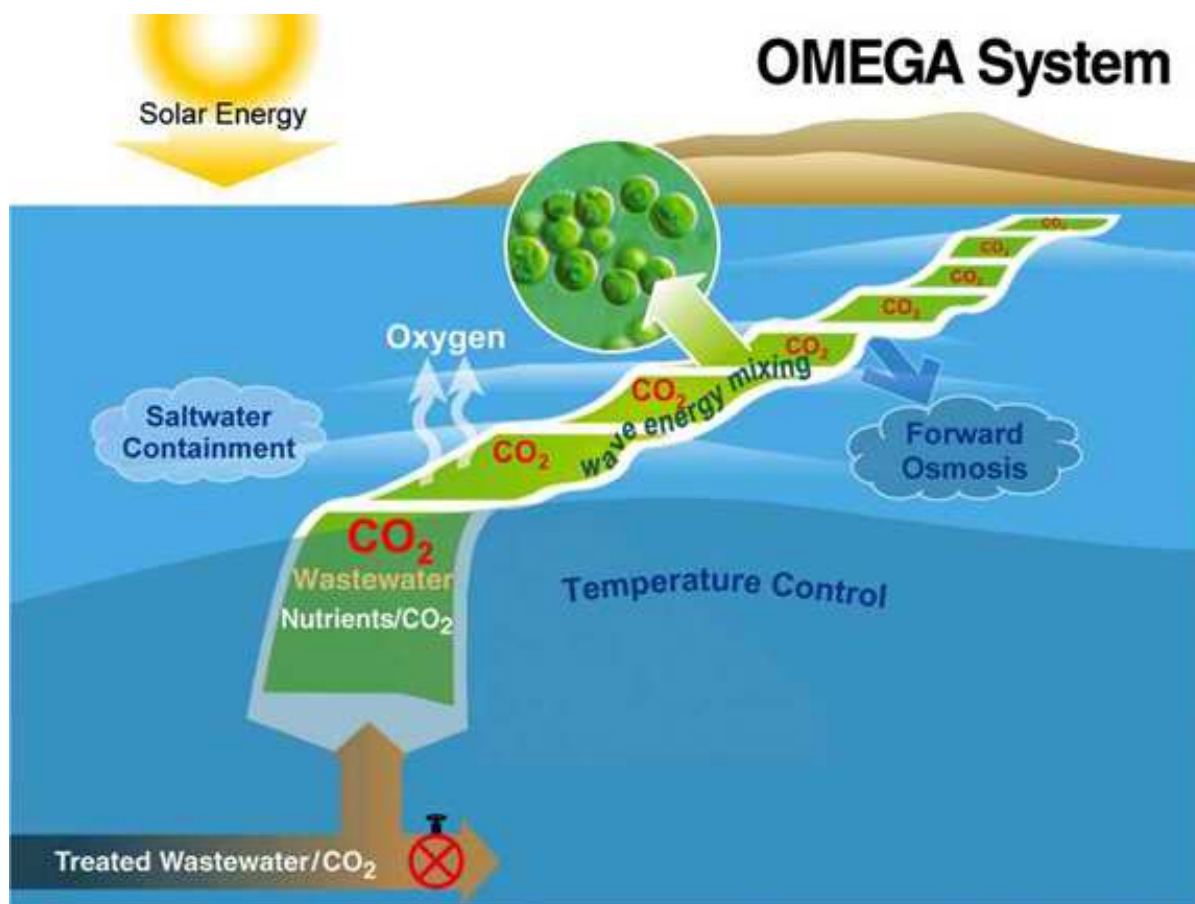 OMEGA System
Solar Energy
CO₂
CO₂
CO₂
CO₂
CO₂
CO₂
CO₂
wave energy mixing
Oxygen
Saltwater
Containment
Forward
Osmosis
CO₂
Wastewater
Nutrients/CO₂
Temperature Control
Treated Wastewater/CO₂